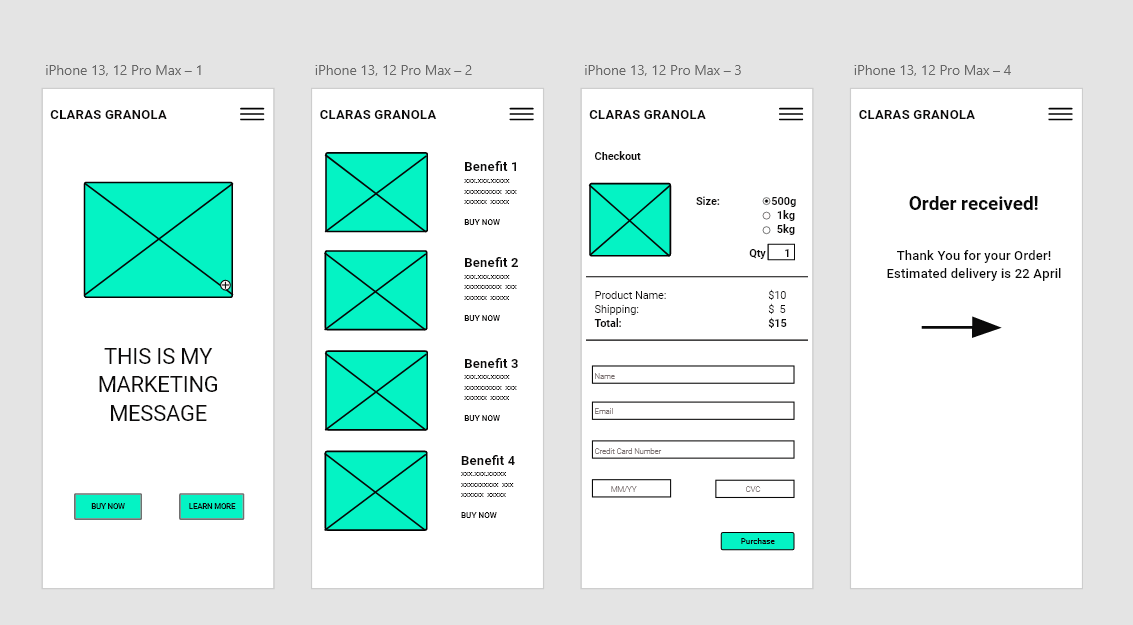 iPhone 13, 12 Pro Max – 1
CLARAS GRANOLA
THIS IS MY
MARKETING
MESSAGE
BUY NOW
LEARN MORE
iPhone 13, 12 Pro Max – 2
CLARAS GRANOLA
Benefit 1
xxx.xxx.xxxxx
xxxxxxxxxx xxx
xxxxxx xxxxx
BUY NOW
Benefit 2
xxx.xxx.xxxxx
xxxxxxxxxx xxx
xxxxxx xxxxx
BUY NOW
Benefit 3
xxx.xxx.xxxxx
xxxxxxxxxx xxx
xxxxxx xxxxx
BUY NOW
Benefit 4
xxx.xxx.xxxxx
xxxxxxxxxx xxx
xxxxxx xxxxx
BUY NOW
iPhone 13, 12 Pro Max – 3
CLARAS GRANOLA
Checkout
Size: 500g
1kg
5kg
Qty 1
Product Name: $10
Shipping: $ 5
Total: $15
Name
Email
Credit Card Number
MM/YY CVC
Purchase
iPhone 13, 12 Pro Max – 4
CLARAS GRANOLA
Order received!
Thank You for your Order!
Estimated delivery is 22 April